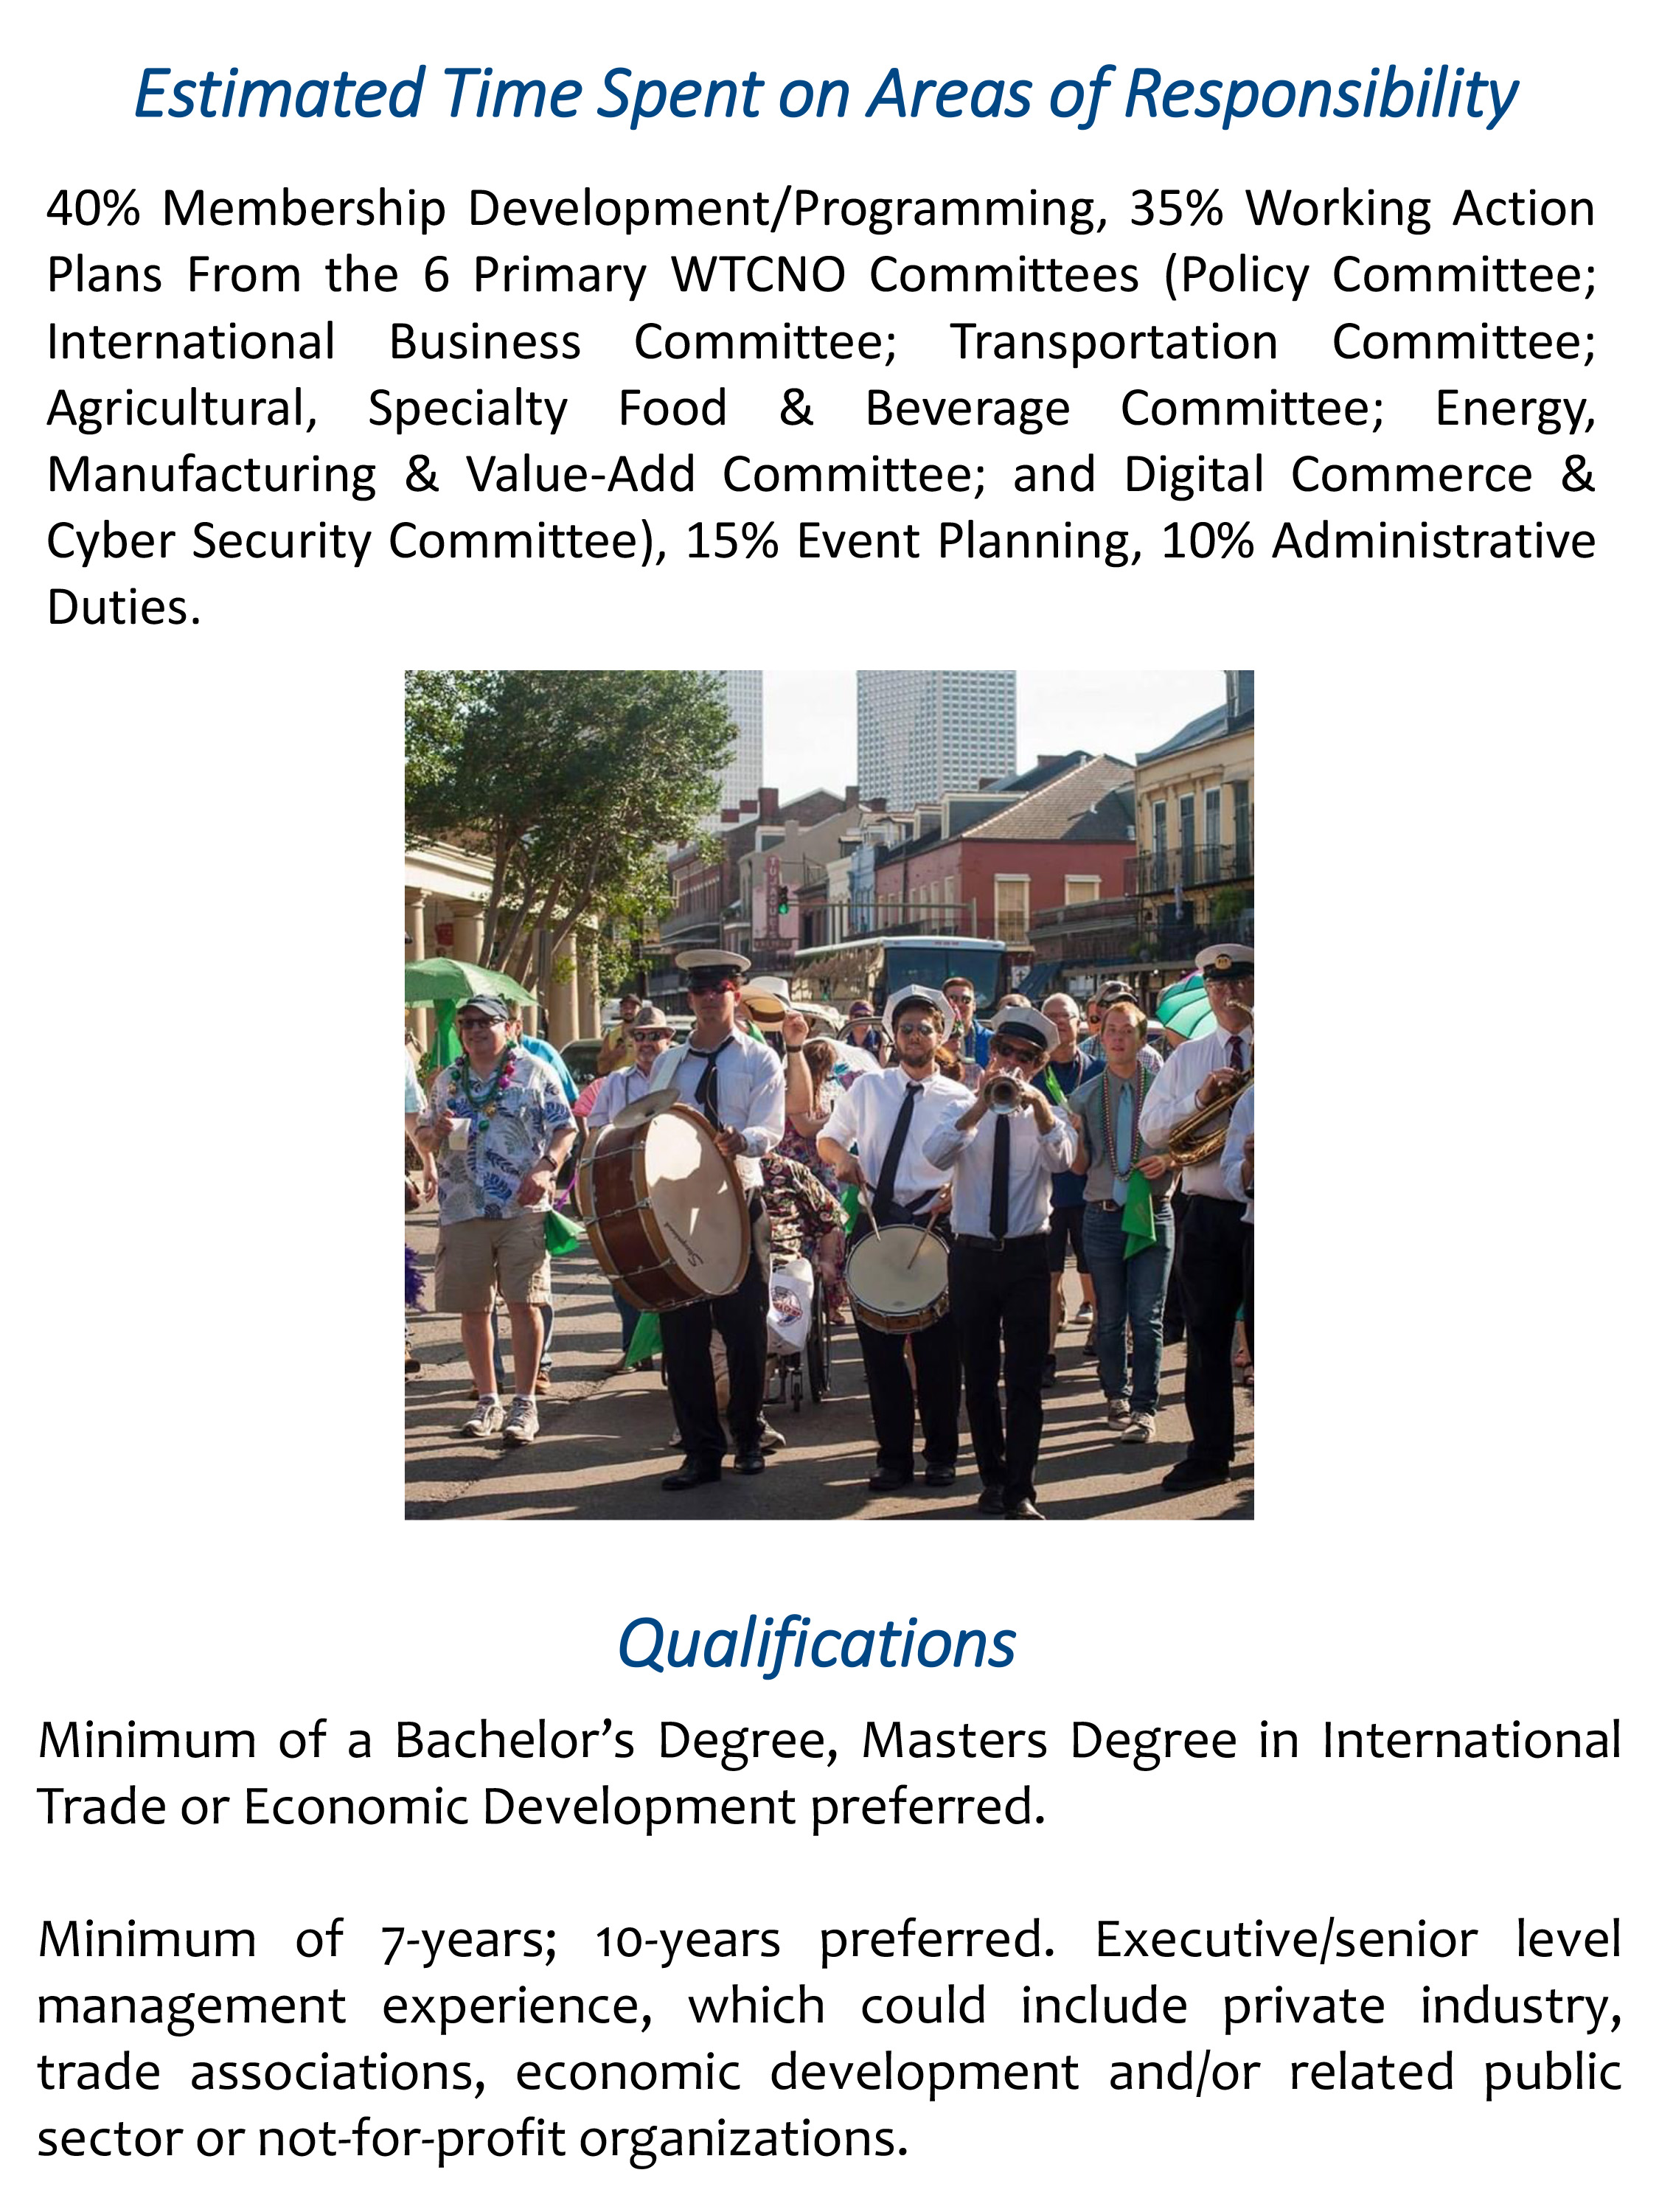 Estimated Time Spent on Areas of Responsibility
40% Membership Development/Programming, 35% Working Action
Plans From the 6 Primary WTCNO Committees (Policy Committee;
International Business Committee; Transportation Committee;
Agricultural, Specialty Food & Beverage Committee; Energy,
Manufacturing & Value-Add Committee; and Digital Commerce &
Cyber Security Committee), 15% Event Planning, 10% Administrative
Duties.
Qualifications
Minimum of a Bachelor’s Degree, Masters Degree in International
Trade or Economic Development preferred.
Minimum of 7-years; 10-years preferred. Executive/senior level
management experience, which could include private industry,
trade associations, economic development and/or related public
sector or not-for-profit organizations.